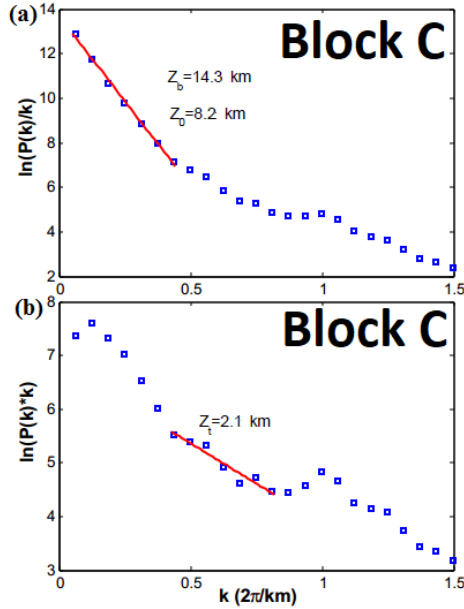 (a)
Block C
14
12
10
8
6
4
2
ln(P(k)/k)
Z_b=14.3 km
Z_0=8.2 km
0 0.5 1 1.5
(b)
Block C
8
7
6
5
4
3
ln(P(k)*k)
Z_t=2.1 km
0 0.5 1 1.5
k (2π/km)